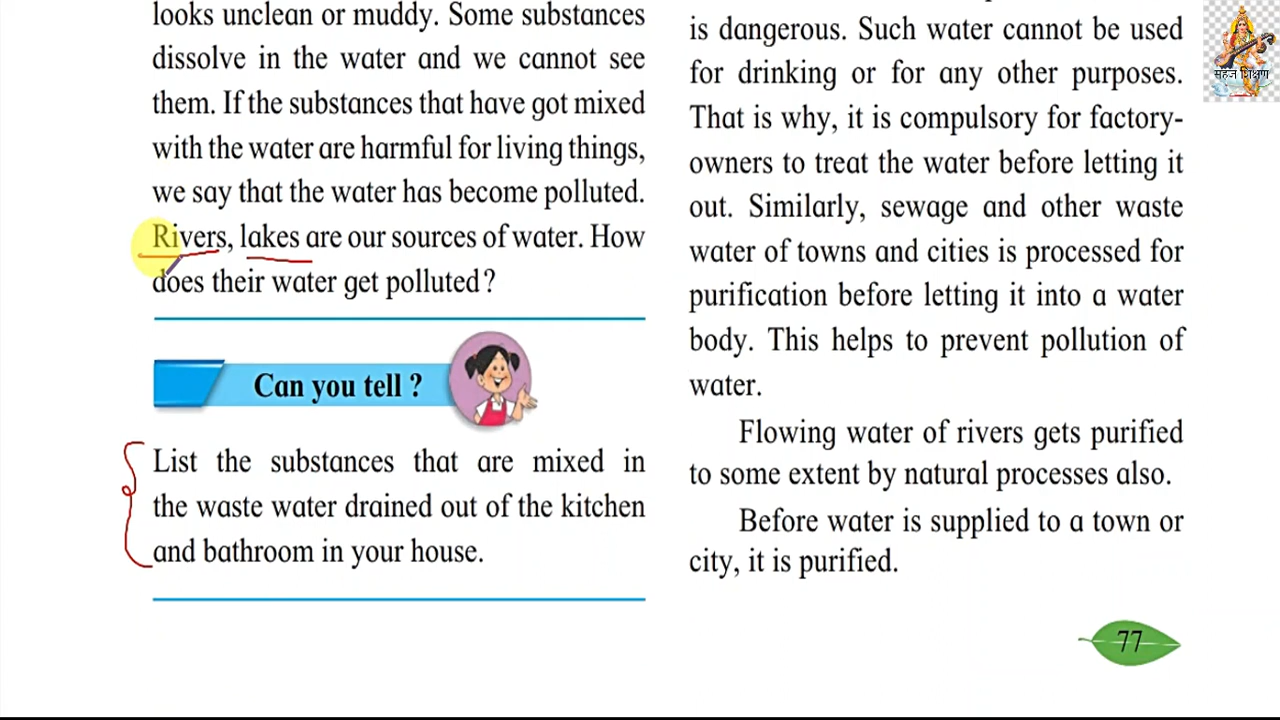 looks unclean or muddy. Some substances
dissolve in the water and we cannot see
them. If the substances that have got mixed
with the water are harmful for living things,
we say that the water has become polluted.
Rivers, lakes are our sources of water. How
does their water get polluted?
Can you tell ?
List the substances that are mixed in
the waste water drained out of the kitchen
and bathroom in your house.
is dangerous. Such water cannot be used
for drinking or for any other purposes.
That is why, it is compulsory for factory-
owners to treat the water before letting it
out. Similarly, sewage and other waste
water of towns and cities is processed for
purification before letting it into a water
body. This helps to prevent pollution of
water.
Flowing water of rivers gets purified
to some extent by natural processes also.
Before water is supplied to a town or
city, it is purified.
77
सहज शिक्षण